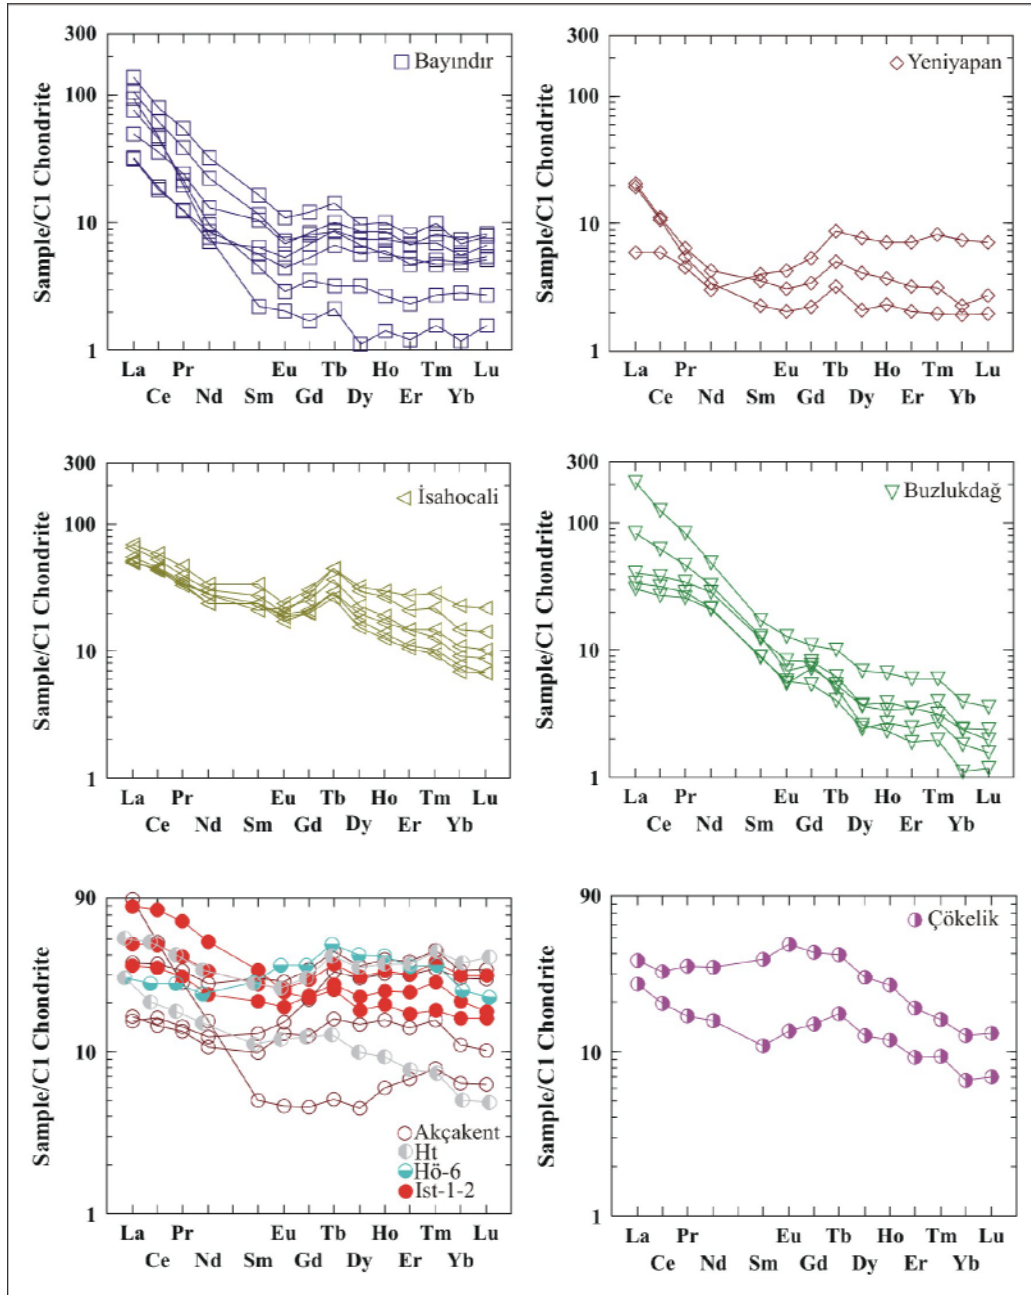 300
Bayındır
100
10
1
Sample/C1 Chondrite
La Pr Eu Tb Ho Tm Lu
Ce Nd Sm Gd Dy Er Yb
300
Yeniyapan
100
10
1
Sample/C1 Chondrite
La Pr Eu Tb Ho Tm Lu
Ce Nd Sm Gd Dy Er Yb
300
İsahocali
100
10
1
Sample/C1 Chondrite
La Pr Eu Tb Ho Tm Lu
Ce Nd Sm Gd Dy Er Yb
300
Buzlukdağ
100
10
1
Sample/C1 Chondrite
La Pr Eu Tb Ho Tm Lu
Ce Nd Sm Gd Dy Er Yb
90
10
Akçakent
Ht
Hö-6
Ist-1-2
1
Sample/C1 Chondrite
La Pr Eu Tb Ho Tm Lu
Ce Nd Sm Gd Dy Er Yb
90
Çökelik
10
1
Sample/C1 Chondrite
La Pr Eu Tb Ho Tm Lu
Ce Nd Sm Gd Dy Er Yb